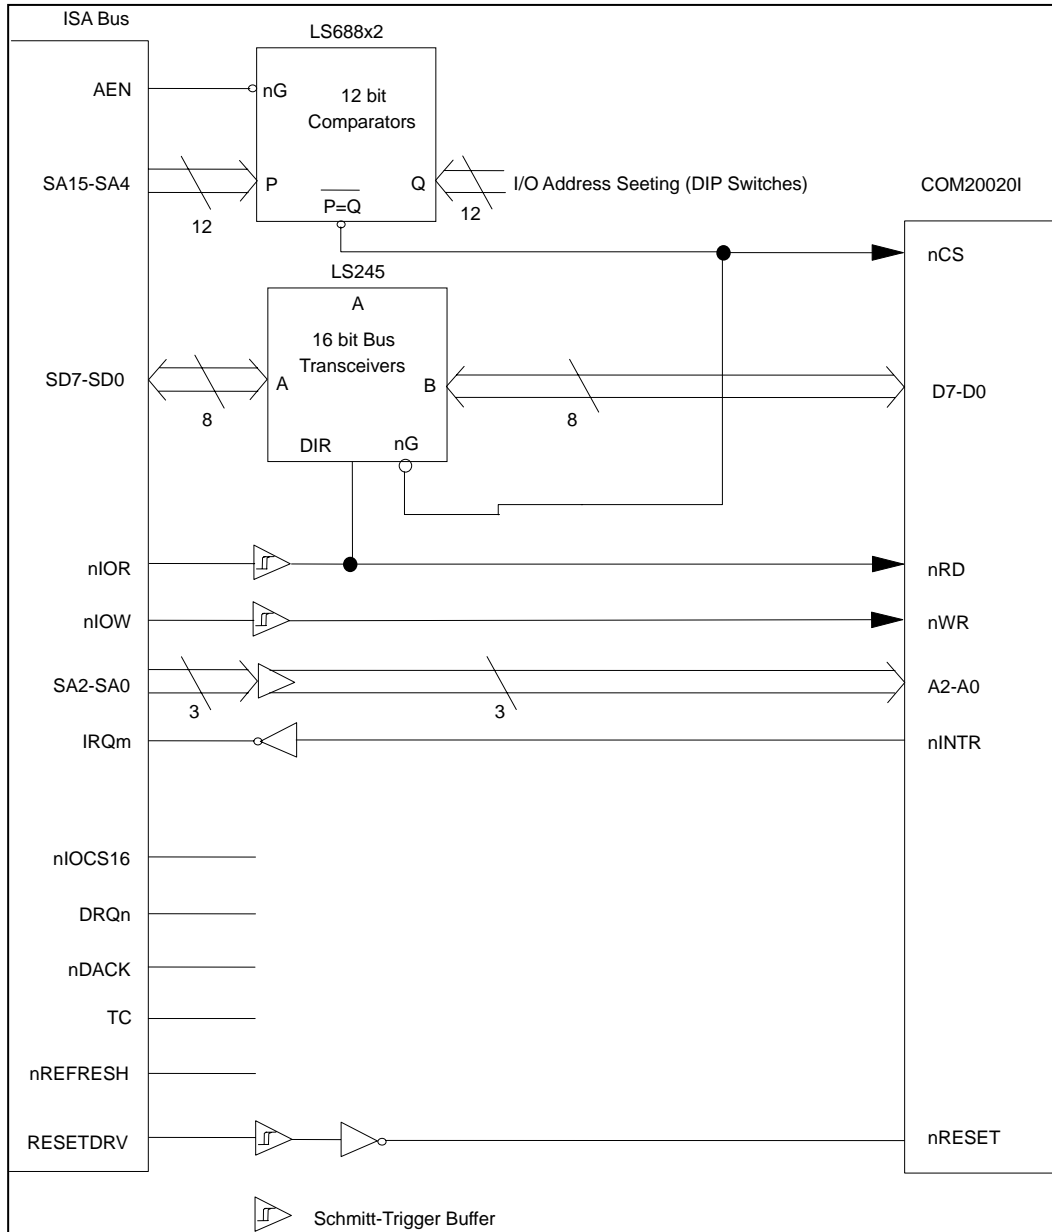 ISA Bus
LS688x2
AEN
nG
12 bit
Comparators
SA15-SA4
12
P
Q
P=Q
12
I/O Address Seeting (DIP Switches)
COM20020I
nCS
LS245
A
16 bit Bus
Transceivers
SD7-SD0
8
A
B
8
D7-D0
DIR
nG
nIOR
nRD
nIOW
nWR
SA2-SA0
3
3
A2-A0
IRQm
nINTR
nIOCS16
DRQn
nDACK
TC
nREFRESH
RESETDRV
nRESET
Schmitt-Trigger Buffer